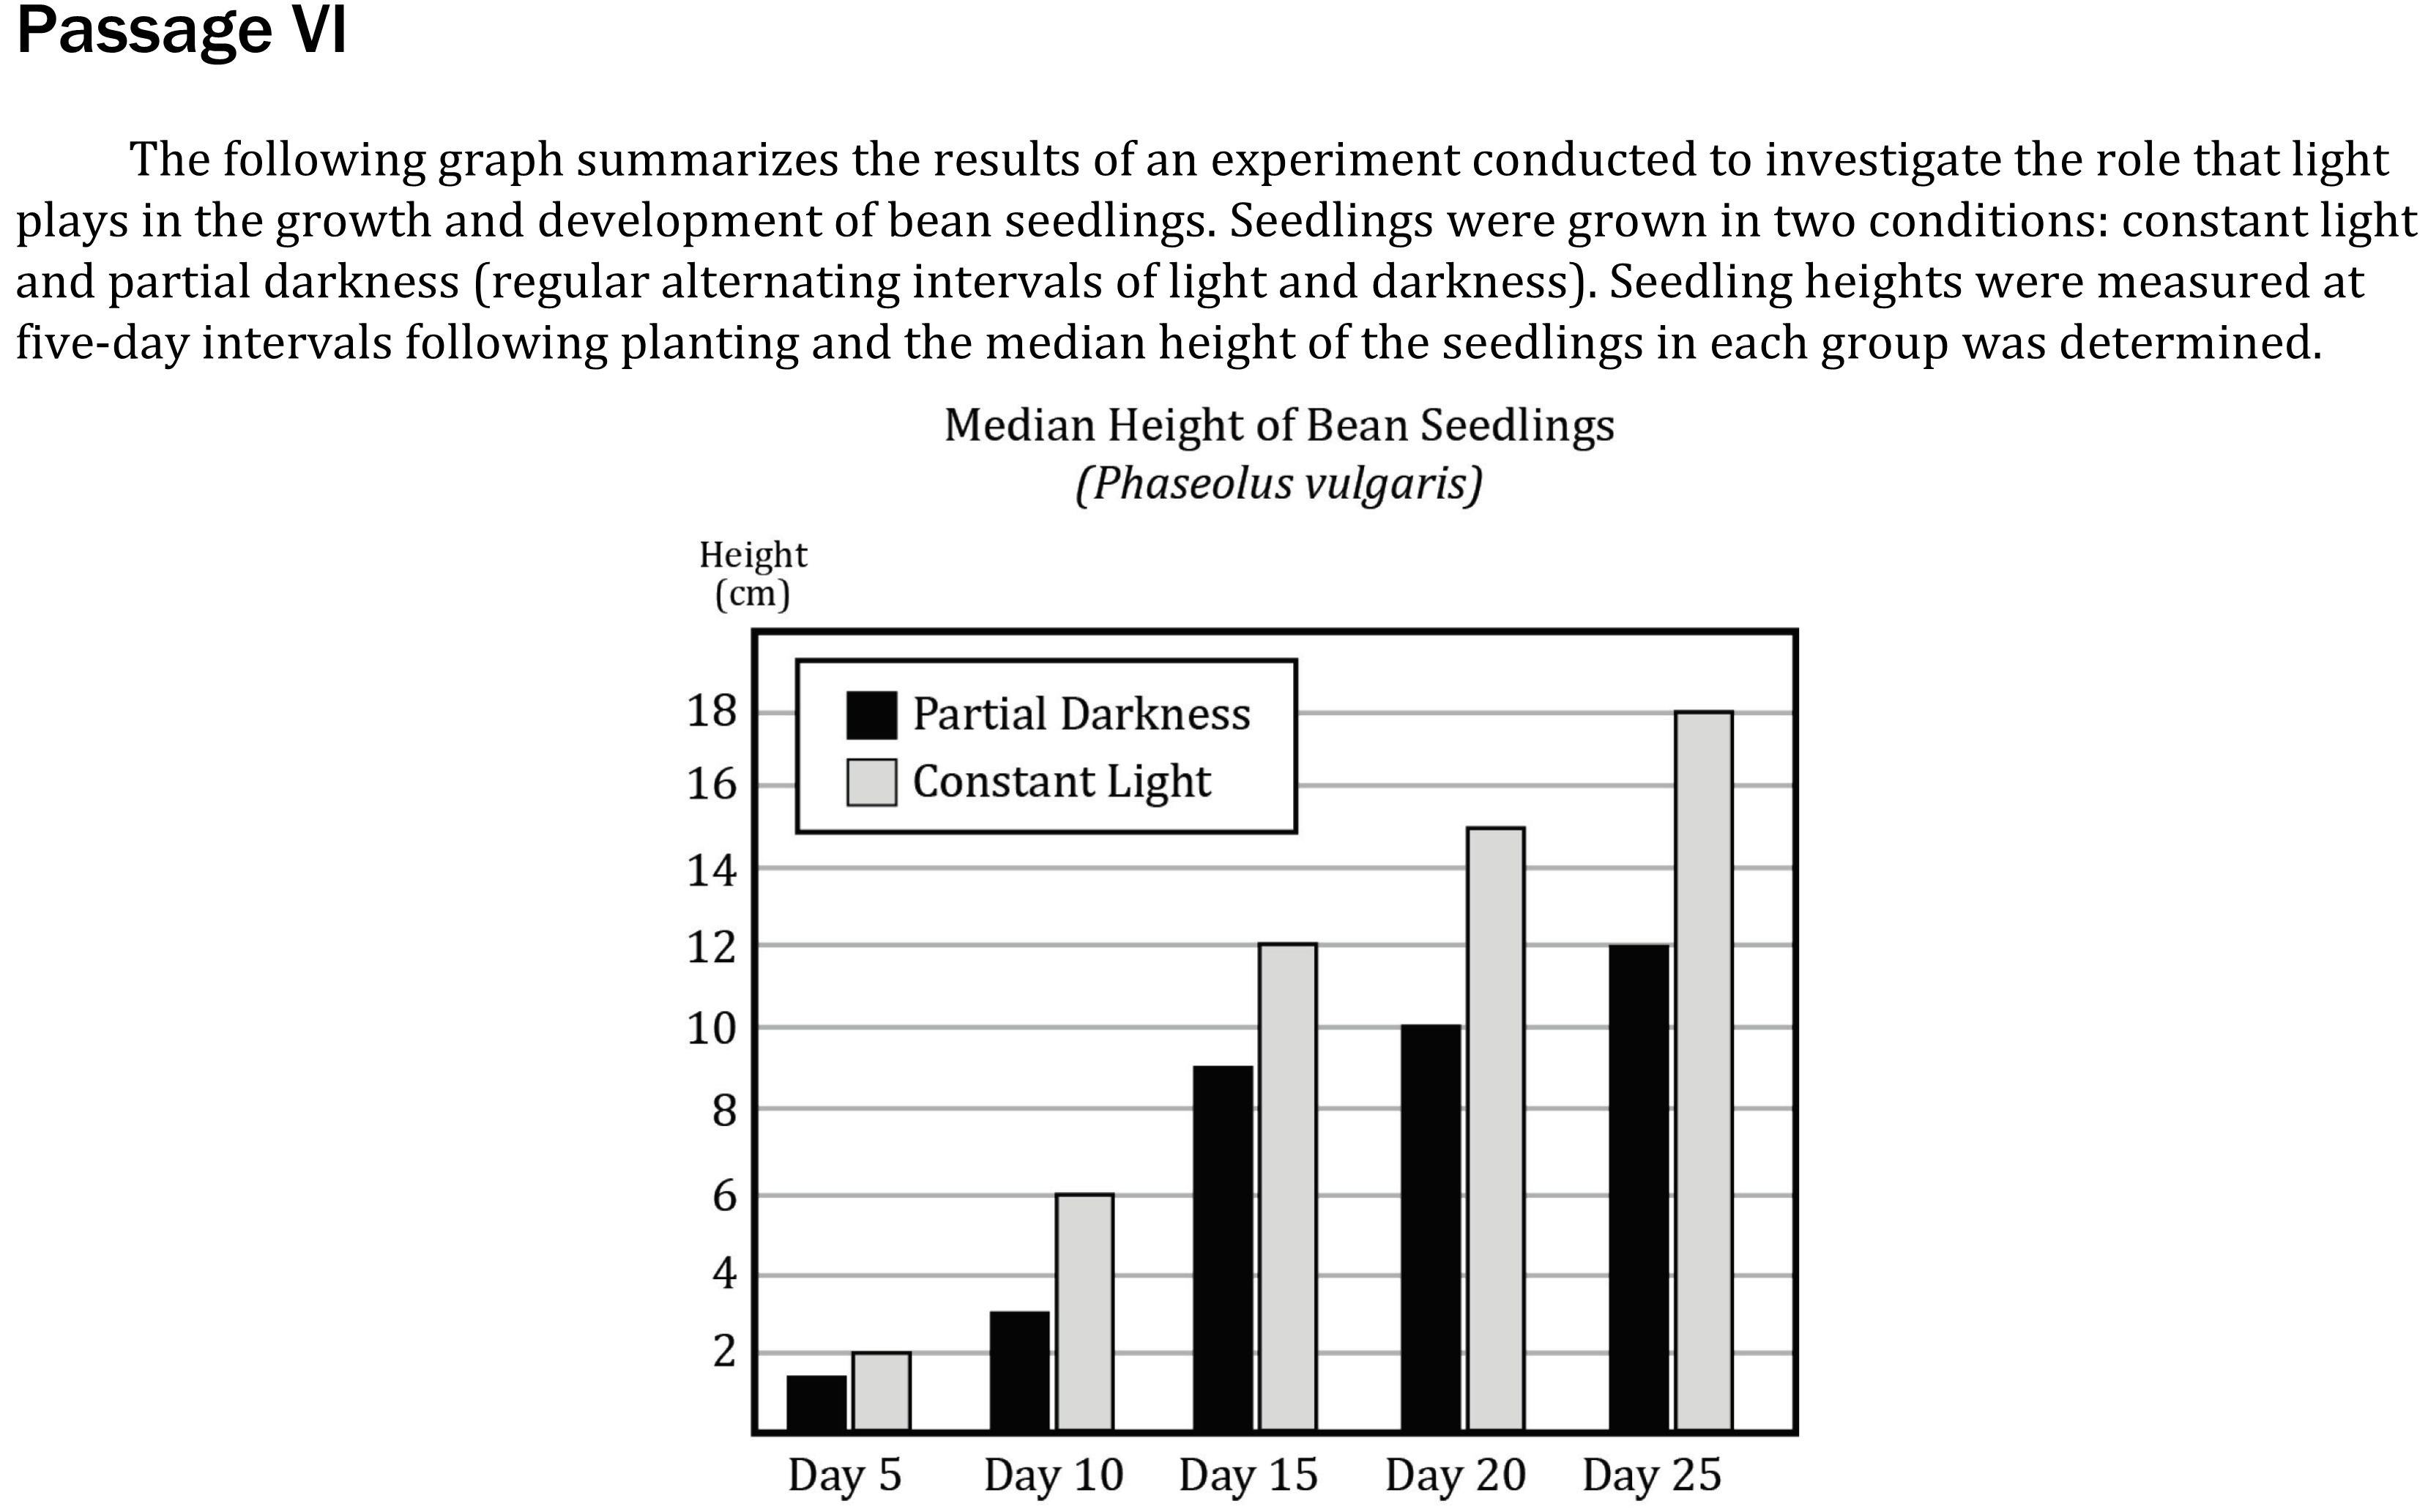 Passage VI
The following graph summarizes the results of an experiment conducted to investigate the role that light
plays in the growth and development of bean seedlings. Seedlings were grown in two conditions: constant light
and partial darkness (regular alternating intervals of light and darkness). Seedling heights were measured at
five-day intervals following planting and the median height of the seedlings in each group was determined.
Median Height of Bean Seedlings
(Phaseolus vulgaris)
Height
(cm)
Partial Darkness
Constant Light
18
16
14
12
10
8
6
4
2
Day 5 Day 10 Day 15 Day 20 Day 25